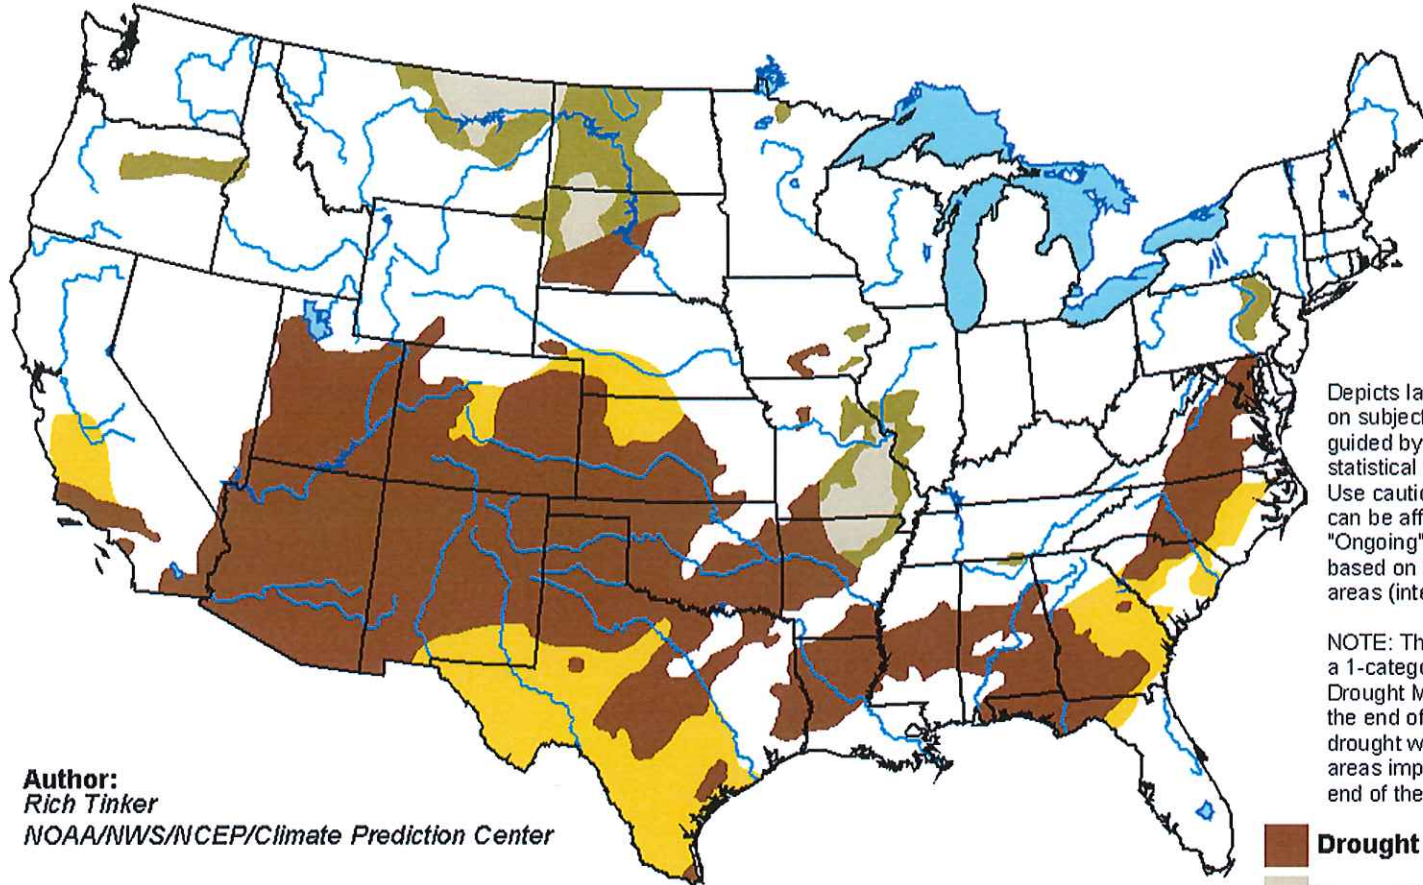 Depicts la
on subject
guided by
statistical
Use cautio
can be affe
"Ongoing"
based on
areas (inte
NOTE: Th
a 1-catego
Drought M
the end of
drought w
areas imp
end of the
Author:
Rich Tinker
NOAA/NWS/NCEP/Climate Prediction Center
Drought